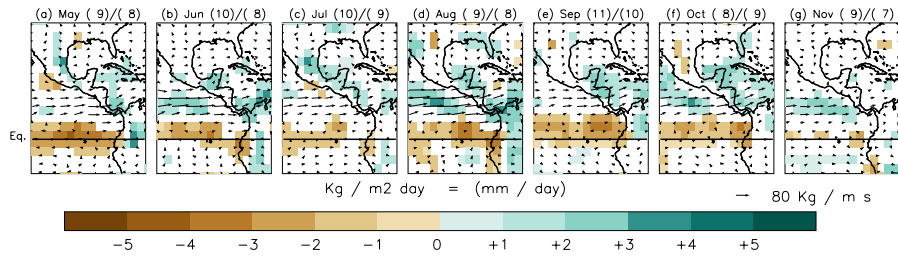 (a) May ( 9)/( 8) (b) Jun (10)/( 8) (c) Jul (10)/( 9) (d) Aug ( 9)/( 8) (e) Sep (11)/(10) (f) Oct ( 8)/( 9) (g) Nov ( 9)/( 7)
Eq.
Kg / m2 day = (mm / day)
80 Kg / m s
-5 -4 -3 -2 -1 0 +1 +2 +3 +4 +5